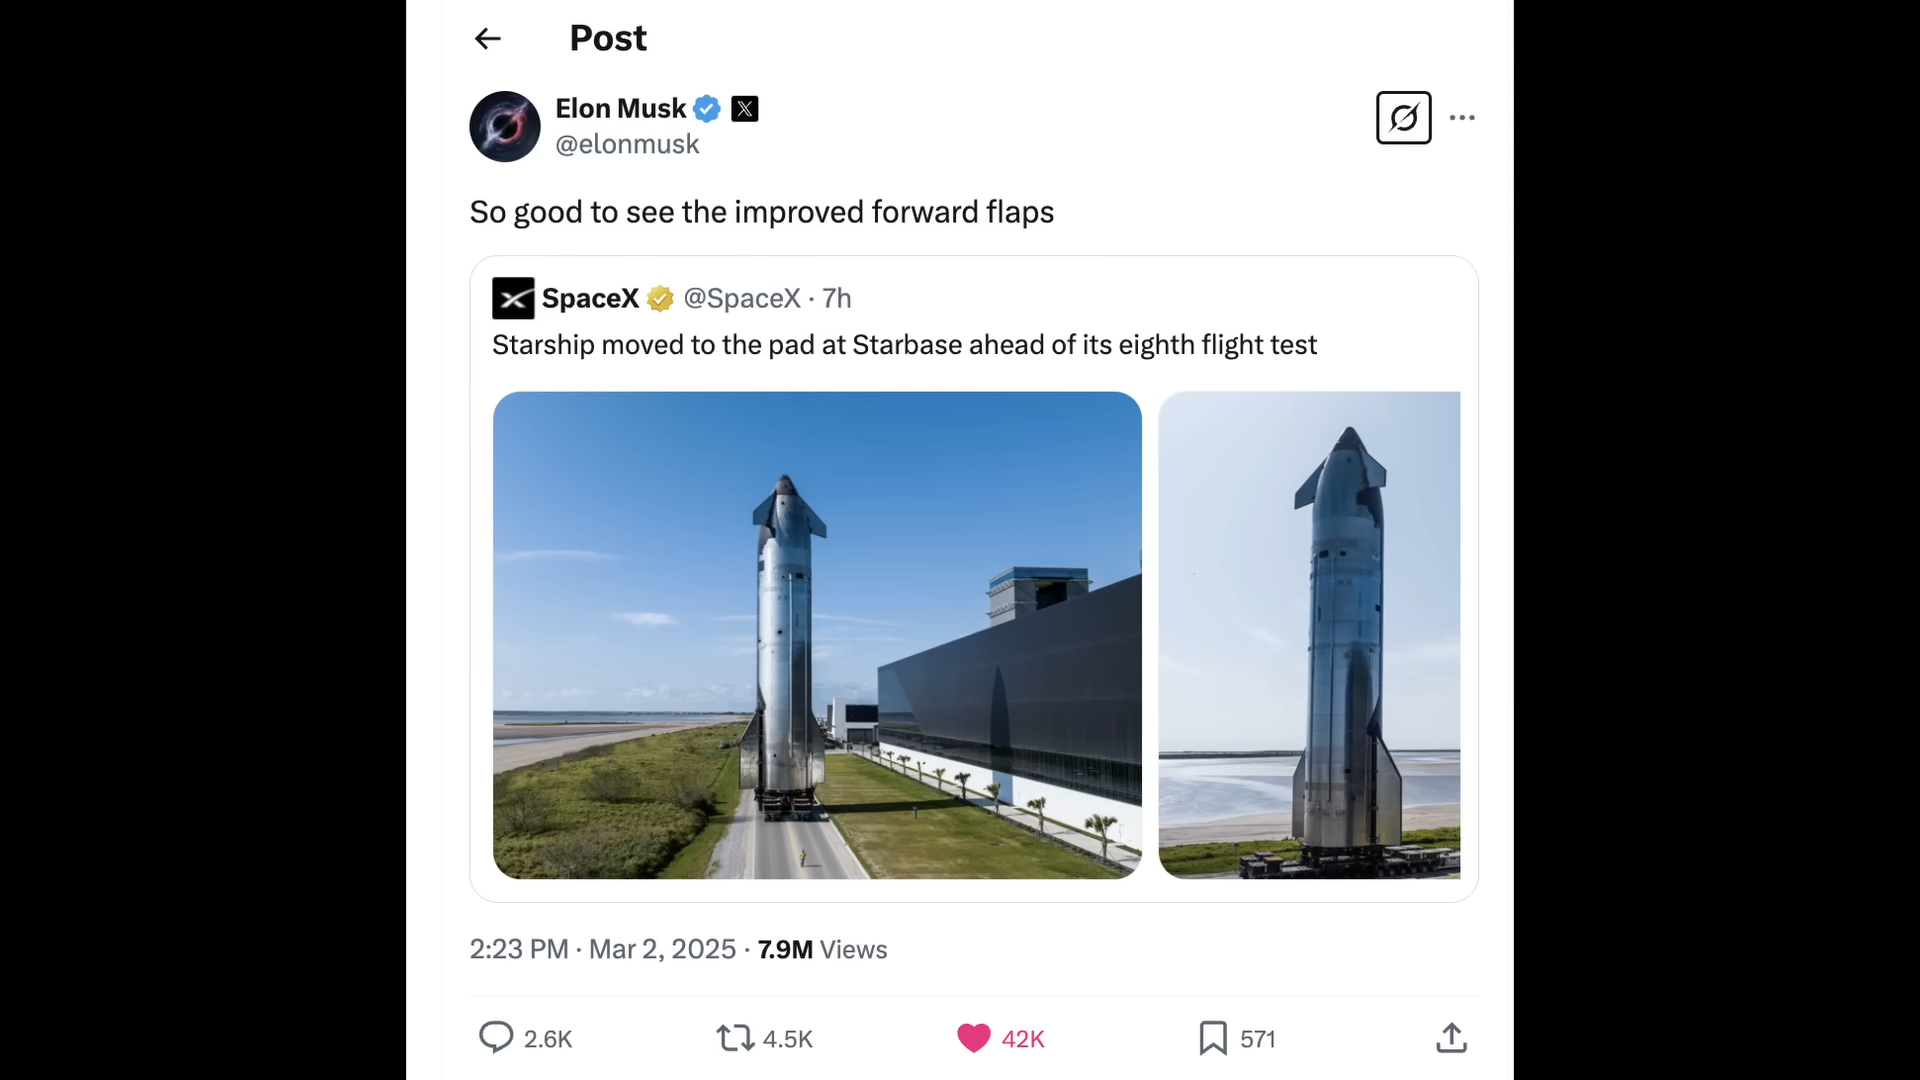 Post
Elon Musk
@elonmusk
So good to see the improved forward flaps
SpaceX @SpaceX · 7h
Starship moved to the pad at Starbase ahead of its eighth flight test
2:23 PM · Mar 2, 2025 · 7.9M Views
2.6K 4.5K 42K 571